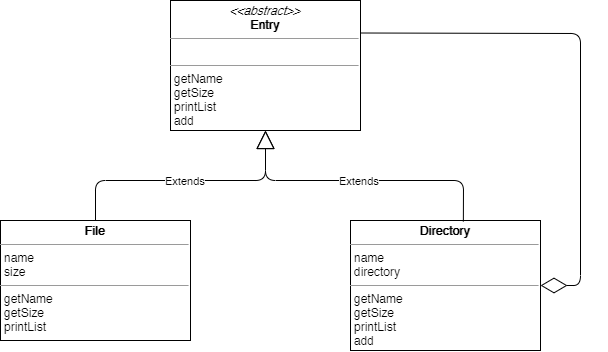 <<abstract>>
Entry
getName
getSize
printList
add
Extends
Extends
File
name
size
getName
getSize
printList
Directory
name
directory
getName
getSize
printList
add